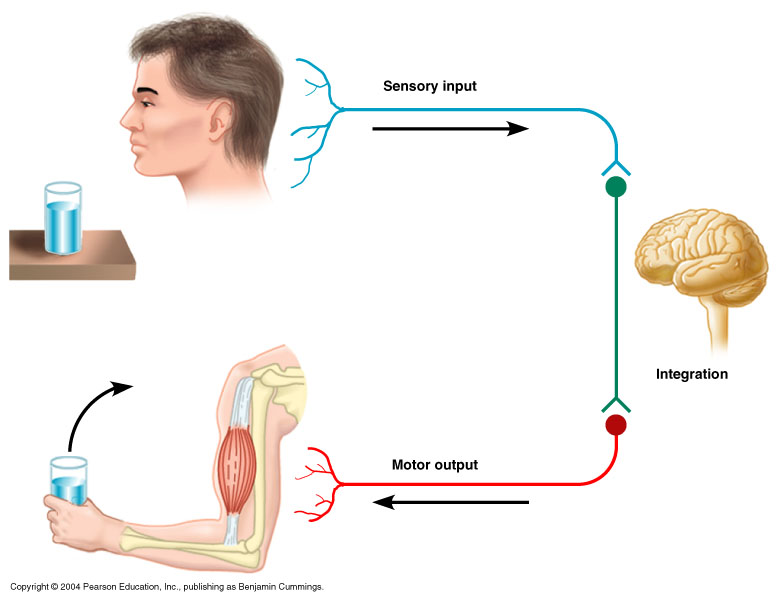 Sensory input
Integration
Motor output
Copyright © 2004 Pearson Education, Inc., publishing as Benjamin Cummings.